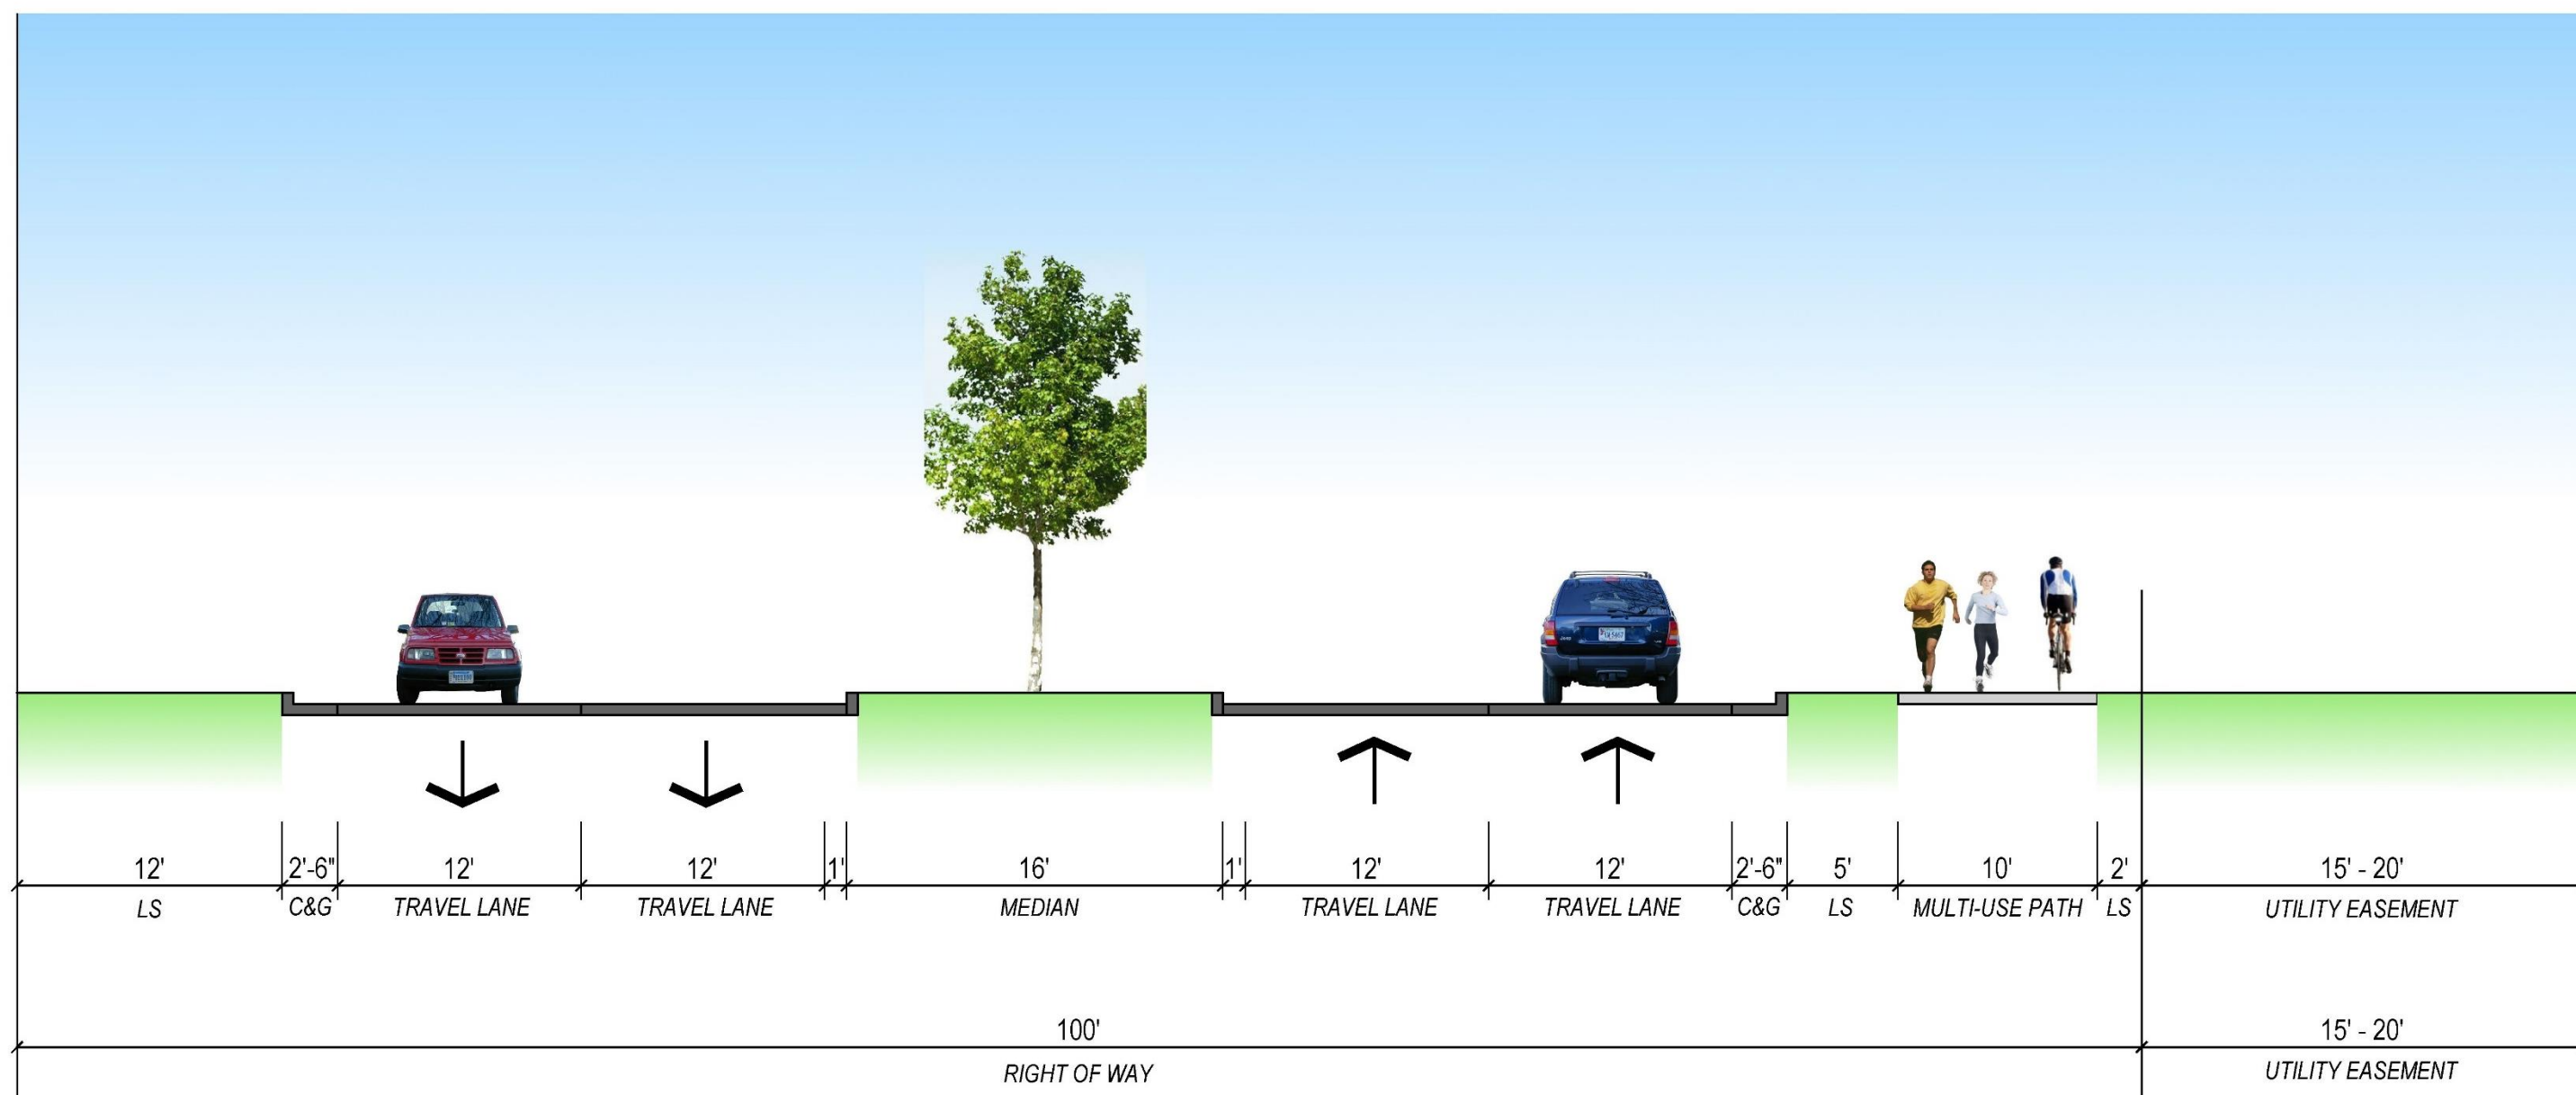 12' 2'-6" 12' 12' 1' 16' 1' 12' 12' 2'-6" 5' 10' 2' 15' - 20'
LS C&G TRAVEL LANE TRAVEL LANE MEDIAN TRAVEL LANE TRAVEL LANE C&G LS MULTI-USE PATH LS UTILITY EASEMENT
100' 15' - 20'
RIGHT OF WAY UTILITY EASEMENT